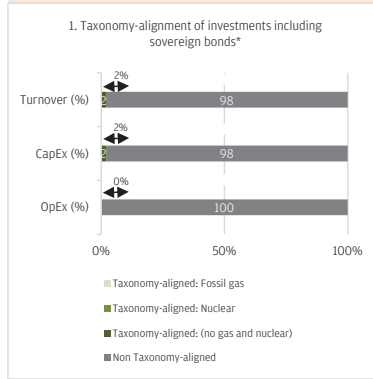 1. Taxonomy-alignment of investments including
sovereign bonds*
2%
Turnover (%) 2 98
2%
CapEx (%) 2 98
0%
OpEx (%) 100
0% 50% 100%
Taxonomy-aligned: Fossil gas
Taxonomy-aligned: Nuclear
Taxonomy-aligned: (no gas and nuclear)
Non Taxonomy-aligned